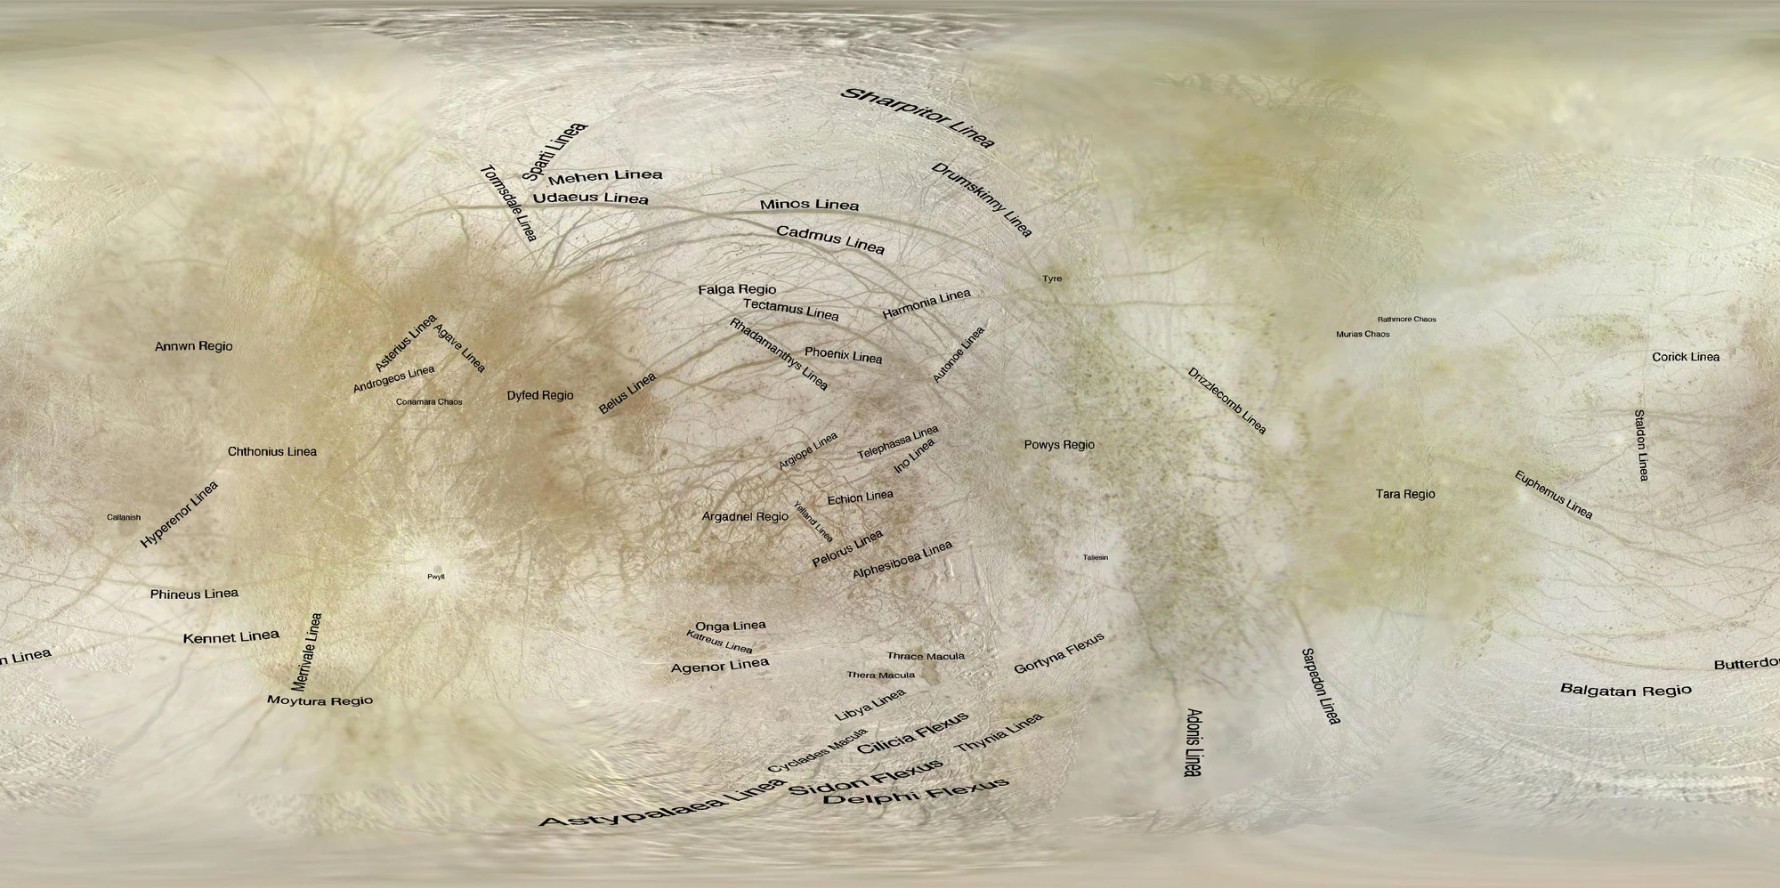 Sharpitor Linea
Sparti Linea
Mehen Linea
Tormsdale Linea
Udaeus Linea
Minos Linea
Drumskinny Linea
Cadmus Linea
Tyre
Falga Regio
Tectamus Linea
Harmonia Linea
Rathmore Chaos
Murias Chaos
Annwn Regio
Asterius Linea
Agave Linea
Rhadamanthys Linea
Phoenix Linea
Autonoe Linea
Corick Linea
Androgeos Linea
Conamara Chaos
Dyfed Regio
Belus Linea
Drizzlecomb Linea
Chthonius Linea
Argiope Linea
Telephassa Linea
Ino Linea
Powys Regio
Staldon Linea
Hyperenor Linea
Callanish
Argadnel Regio
Echion Linea
Yelland Linea
Tara Regio
Euphemus Linea
Pelorus Linea
Alphesiboea Linea
Taliesin
Pwyll
Phineus Linea
Kennet Linea
Merrivale Linea
Onga Linea
Katreus Linea
Agenor Linea
Thrace Macula
Thera Macula
Gortyna Flexus
n Linea
Butterdo
Moytura Regio
Libya Linea
Sarpedon Linea
Balgatan Regio
Cyclades Macula
Cilicia Flexus
Thynia Linea
Adonis Linea
Sidon Flexus
Astypalaea Linea
Delphi Flexus